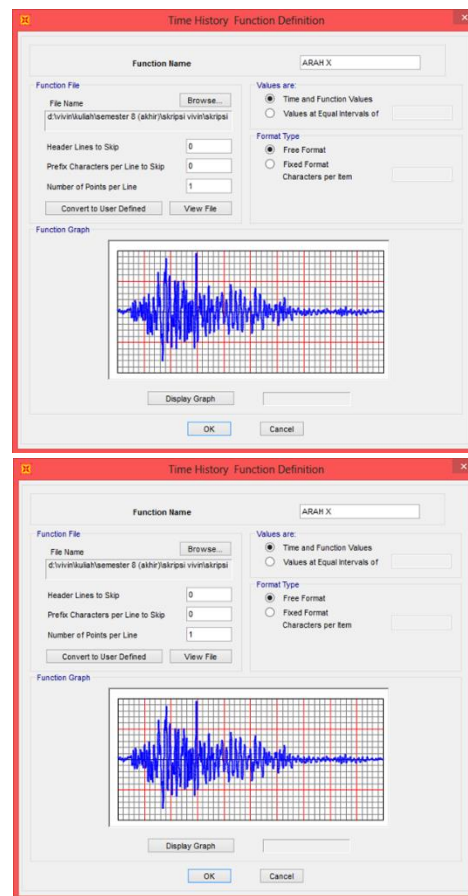 Time History Function Definition
Function Name ARAH X
Function File
File Name Browse...
d:\vivin\kuliah\semester 8 (akhir)\skripsi vivin\skripsi
Header Lines to Skip 0
Prefix Characters per Line to Skip 0
Number of Points per Line 1
Convert to User Defined View File
Values are:
Time and Function Values
Values at Equal Intervals of
Format Type
Free Format
Fixed Format
Characters per Item
Function Graph
Display Graph
OK Cancel
Time History Function Definition
Function Name ARAH X
Function File
File Name Browse...
d:\vivin\kuliah\semester 8 (akhir)\skripsi vivin\skripsi
Header Lines to Skip 0
Prefix Characters per Line to Skip 0
Number of Points per Line 1
Convert to User Defined View File
Values are:
Time and Function Values
Values at Equal Intervals of
Format Type
Free Format
Fixed Format
Characters per Item
Function Graph
Display Graph
OK Cancel